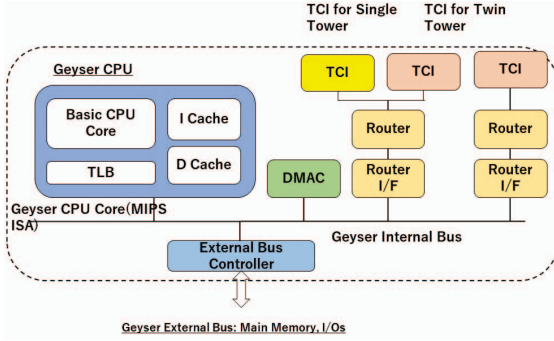 TCI for Single
Tower
TCI for Twin
Tower
Geyser CPU
TCI
TCI
TCI
Basic CPU
Core
I Cache
TLB
D Cache
Router
Router
DMAC
Router
I/F
Router
I/F
Geyser CPU Core(MIPS
ISA)
Geyser Internal Bus
External Bus
Controller
Geyser External Bus: Main Memory, I/Os